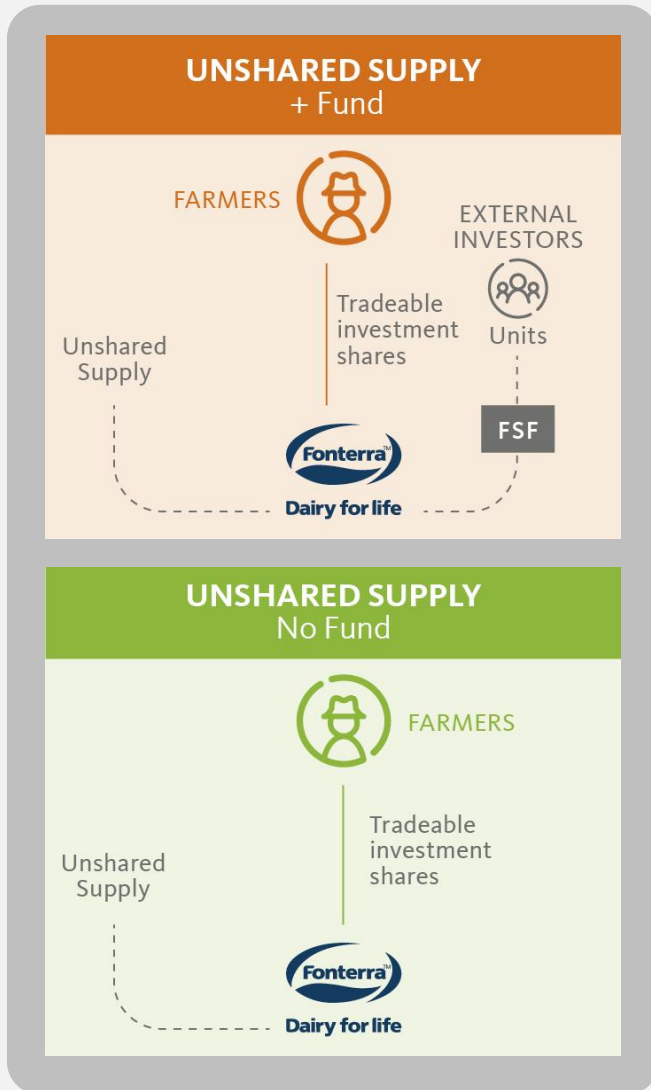 UNSHARED SUPPLY
+ Fund
FARMERS
EXTERNAL
INVESTORS
Units
Tradeable
investment
shares
Unshared
Supply
FSF
Fonterra™
Dairy for life
UNSHARED SUPPLY
No Fund
FARMERS
Tradeable
investment
shares
Unshared
Supply
Fonterra™
Dairy for life